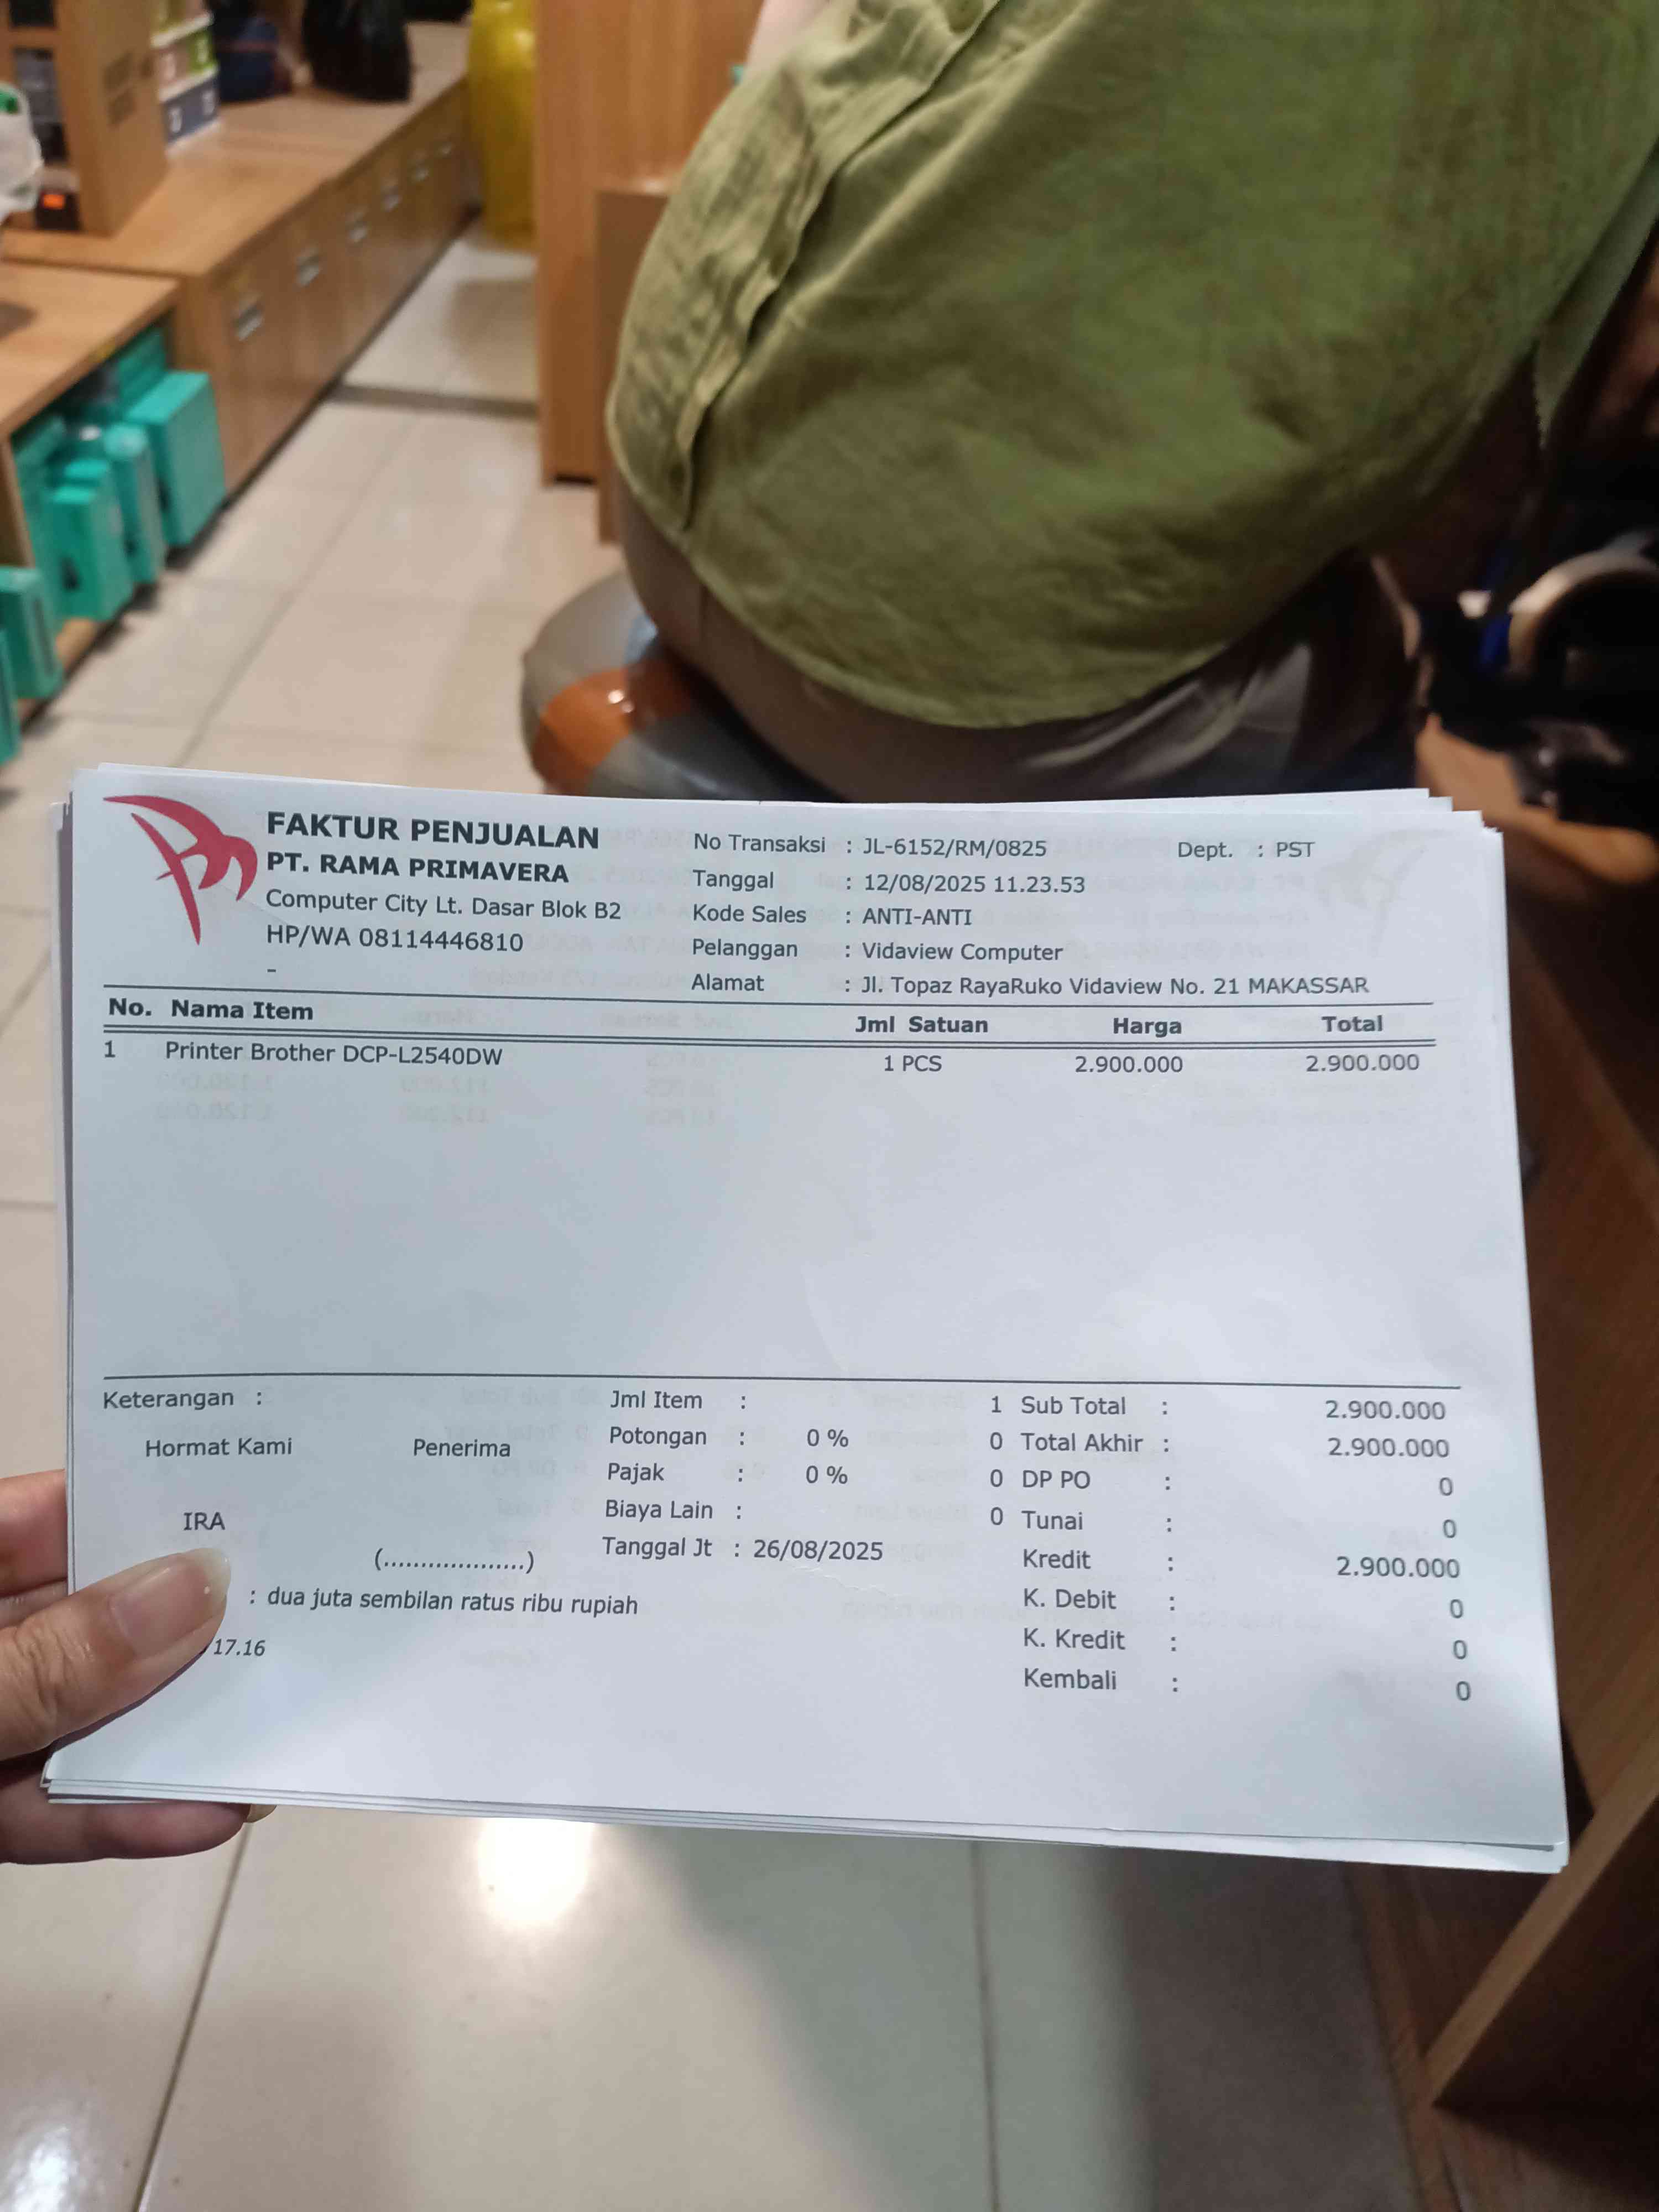 FAKTUR PENJUALAN
PT. RAMA PRIMAVERA
Computer City Lt. Dasar Blok B2
HP/WA 08114446810
-
No Transaksi : JL-6152/RM/0825 Dept. : PST
Tanggal : 12/08/2025 11.23.53
Kode Sales : ANTI-ANTI
Pelanggan : Vidaview Computer
Alamat : Jl. Topaz RayaRuko Vidaview No. 21 MAKASSAR
No. Nama Item Jml Satuan Harga Total
1 Printer Brother DCP-L2540DW 1 PCS 2.900.000 2.900.000
Keterangan :
Hormat Kami Penerima
IRA
(...................)
: dua juta sembilan ratus ribu rupiah
17.16
Jml Item : 1
Potongan : 0 % 0
Pajak : 0 % 0
Biaya Lain : 0
Tanggal Jt : 26/08/2025
Sub Total : 2.900.000
Total Akhir : 2.900.000
DP PO : 0
Tunai : 0
Kredit : 2.900.000
K. Debit : 0
K. Kredit : 0
Kembali : 0